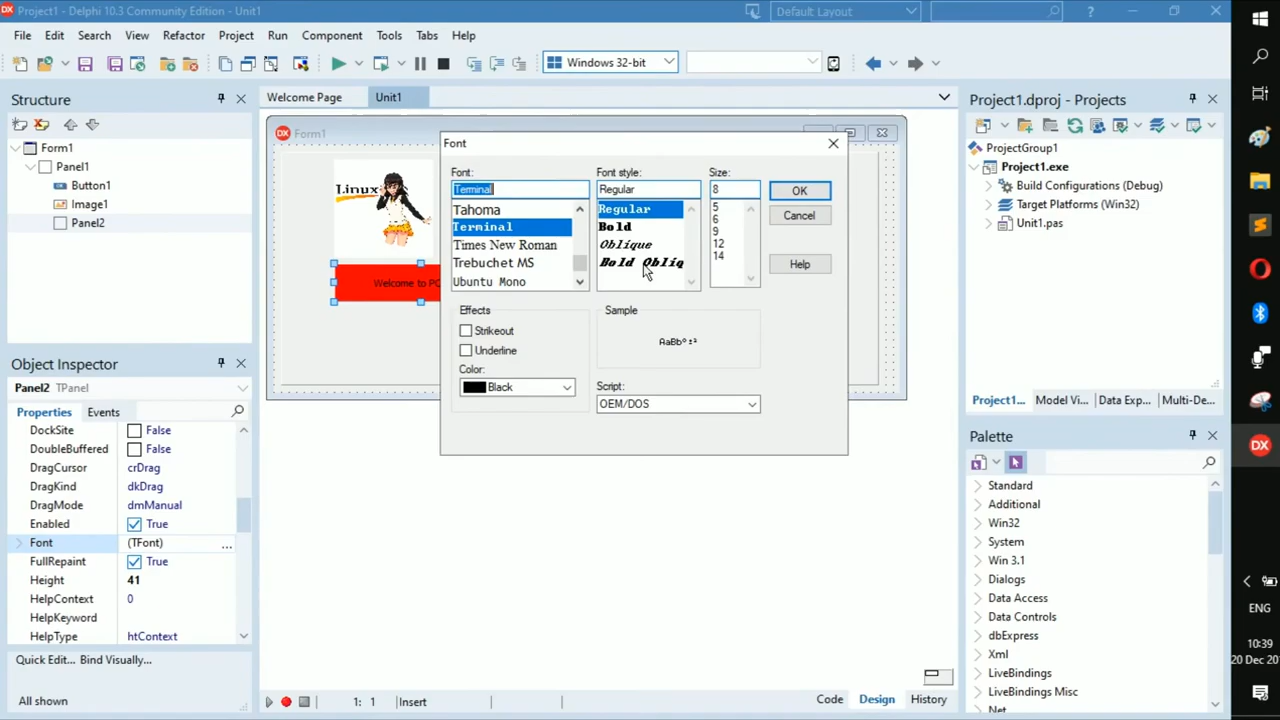 Project1 - Delphi 10.3 Community Edition - Unit1
Default Layout
?
File Edit Search View Refactor Project Run Component Tools Tabs Help
Windows 32-bit
Structure
Form1
Panel1
Button1
Image1
Panel2
Object Inspector
Panel2 TPanel
Properties Events
DockSite False
DoubleBuffered False
DragCursor crDrag
DragKind dkDrag
DragMode dmManual
Enabled True
Font (TFont) ...
FullRepaint True
Height 41
HelpContext 0
HelpKeyword
HelpType htContext
Quick Edit... Bind Visually...
All shown
Welcome Page Unit1
Form1
Linux
Welcome to PC
Font
Font: Font style: Size:
Terminal Regular 8
Tahoma
Terminal
Times New Roman
Trebuchet MS
Ubuntu Mono
Regular
Bold
Oblique
Bold Obliq
5
6
9
12
14
OK
Cancel
Help
Effects
Strikeout
Underline
Color:
Black
Sample
AaBb
Script:
OEM/DOS
1: 1 Insert
Code Design History
Project1.dproj - Projects
ProjectGroup1
Project1.exe
Build Configurations (Debug)
Target Platforms (Win32)
Unit1.pas
Project1... Model Vi... Data Exp... Multi-De...
Palette
Standard
Additional
Win32
System
Win 3.1
Dialogs
Data Access
Data Controls
dbExpress
Xml
LiveBindings
LiveBindings Misc
Net
DX
ENG
10:39
20 Dec 20